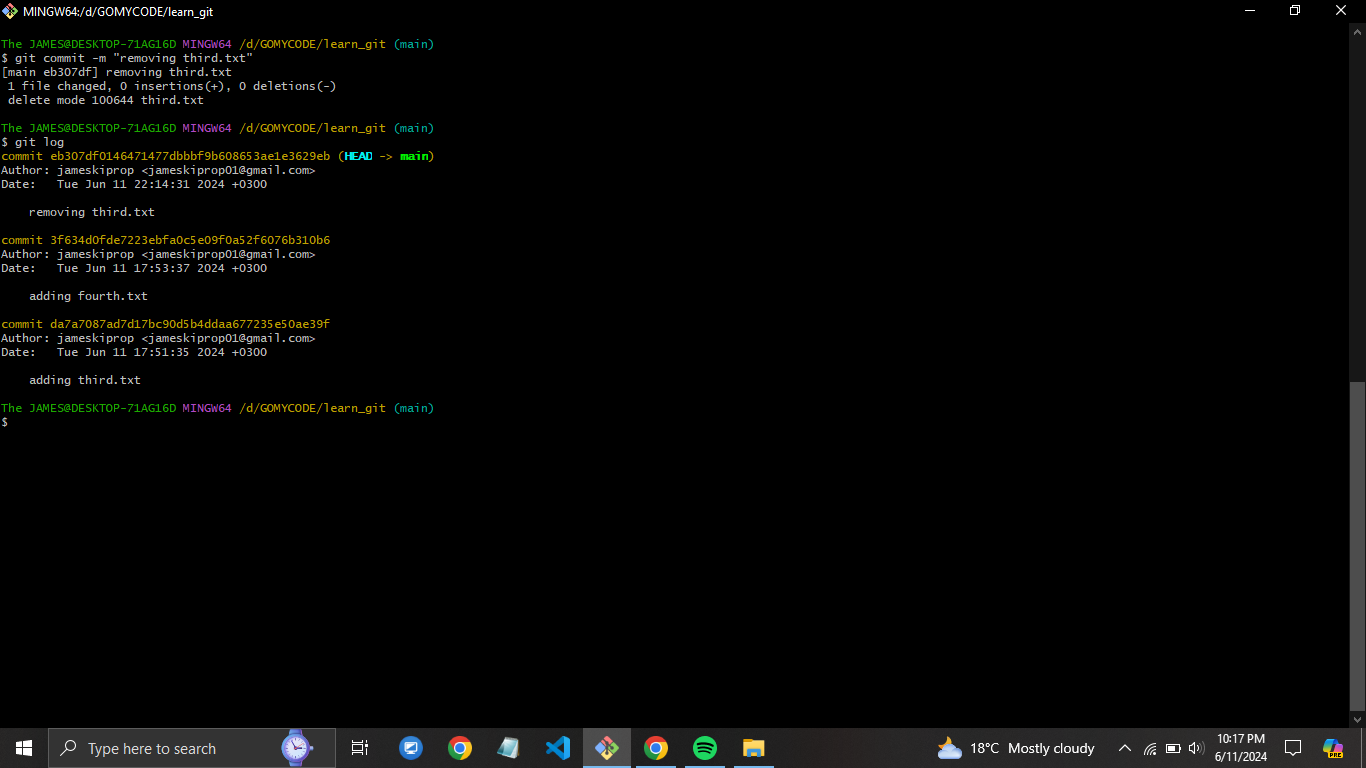 MINGW64:/d/GOMYCODE/learn_git
The JAMES@DESKTOP-71AG16D MINGW64 /d/GOMYCODE/learn_git (main)
$ git commit -m "removing third.txt"
[main eb307df] removing third.txt
 1 file changed, 0 insertions(+), 0 deletions(-)
 delete mode 100644 third.txt
The JAMES@DESKTOP-71AG16D MINGW64 /d/GOMYCODE/learn_git (main)
$ git log
commit eb307df0146471477dbbbf9b608653ae1e3629eb (HEAD -> main)
Author: jameskiprop <jameskiprop01@gmail.com>
Date:   Tue Jun 11 22:14:31 2024 +0300
    removing third.txt
commit 3f634d0fde7223ebfa0c5e09f0a52f6076b310b6
Author: jameskiprop <jameskiprop01@gmail.com>
Date:   Tue Jun 11 17:53:37 2024 +0300
    adding fourth.txt
commit da7a7087ad7d17bc90d5b4ddaa677235e50ae39f
Author: jameskiprop <jameskiprop01@gmail.com>
Date:   Tue Jun 11 17:51:35 2024 +0300
    adding third.txt
The JAMES@DESKTOP-71AG16D MINGW64 /d/GOMYCODE/learn_git (main)
$
Type here to search
18°C Mostly cloudy
10:17 PM
6/11/2024
PRE